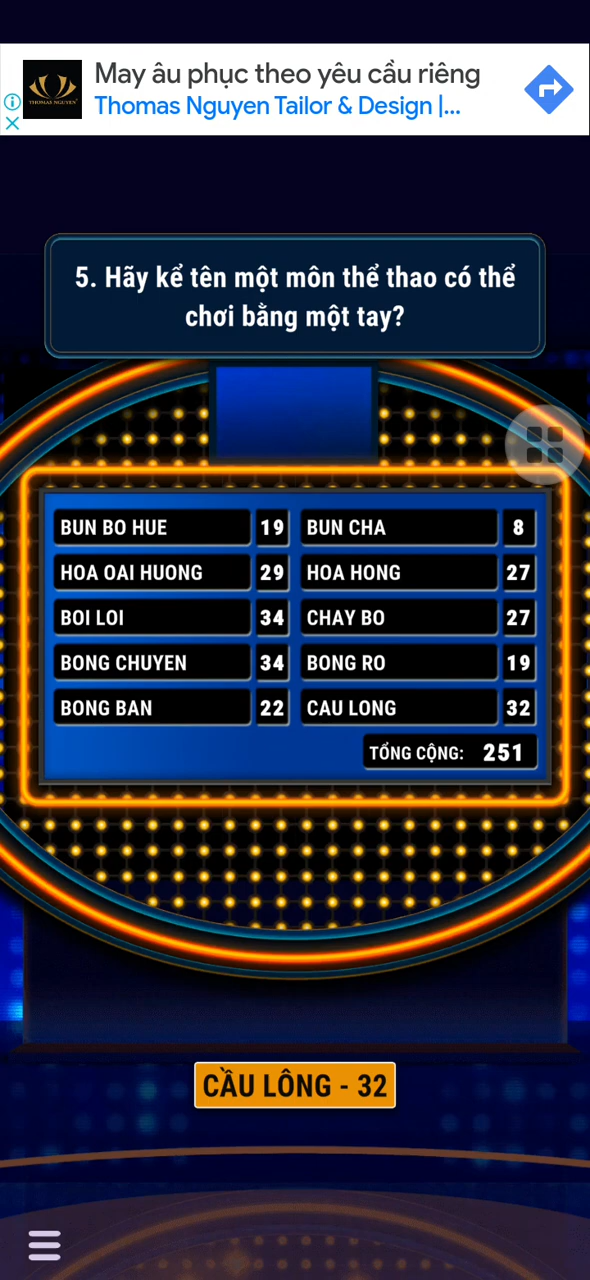 May âu phục theo yêu cầu riêng
Thomas Nguyen Tailor & Design |...
THOMAS NGUYEN
5. Hãy kể tên một môn thể thao có thể
chơi bằng một tay?
BUN BO HUE 19 BUN CHA 8
HOA OAI HUONG 29 HOA HONG 27
BOI LOI 34 CHAY BO 27
BONG CHUYEN 34 BONG RO 19
BONG BAN 22 CAU LONG 32
TỔNG CỘNG: 251
CẦU LÔNG - 32